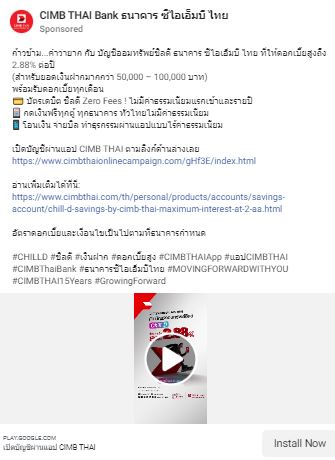 CIMB THAI Bank ธนาคาร ซีไอเอ็มบี ไทย
Sponsored
ก้าวข้าม...ค่าวายาก กับ บัญชีออมทรัพย์ชิลดี ธนาคาร ซีไอเอ็มบี ไทย ที่ให้ดอกเบี้ยสูงถึง
2.88% ต่อปี
(สำหรับยอดเงินฝากมากกว่า 50,000 – 100,000 บาท)
พร้อมรับดอกเบี้ยทุกเดือน
💳 บัตรเดบิต ชิลดี Zero Fees ! ไม่มีค่าธรรมเนียมแรกเข้าและรายปี
🏧 กดเงินฟรีทุกตู้ ทุกธนาคาร ทั่วไทยไม่มีค่าธรรมเนียม
📱 โอนเงิน จ่ายบิล ทำธุรกรรมผ่านแอปแบบไร้ค่าธรรมเนียม
เปิดบัญชีผ่านแอป CIMB THAI ตามลิงก์ด้านล่างเลย
https://www.cimbthaionlinecampaign.com/gHf3E/index.html
อ่านเพิ่มเติมได้ที่นี่:
https://www.cimbthai.com/th/personal/products/accounts/savings-
account/chill-d-savings-by-cimb-thai-maximum-interest-at-2-aa.html
อัตราดอกเบี้ยและเงื่อนไขเป็นไปตามที่ธนาคารกำหนด
#CHILLD #ชิลดี #เงินฝาก #ดอกเบี้ยสูง #CIMBTHAIApp #แอปCIMBTHAI
#CIMBThaiBank #ธนาคารซีไอเอ็มบีไทย #MOVINGFORWARDWITHYOU
#CIMBTHAI15Years #GrowingForward
PLAY.GOOGLE.COM
เปิดบัญชีผ่านแอป CIMB THAI
Install Now